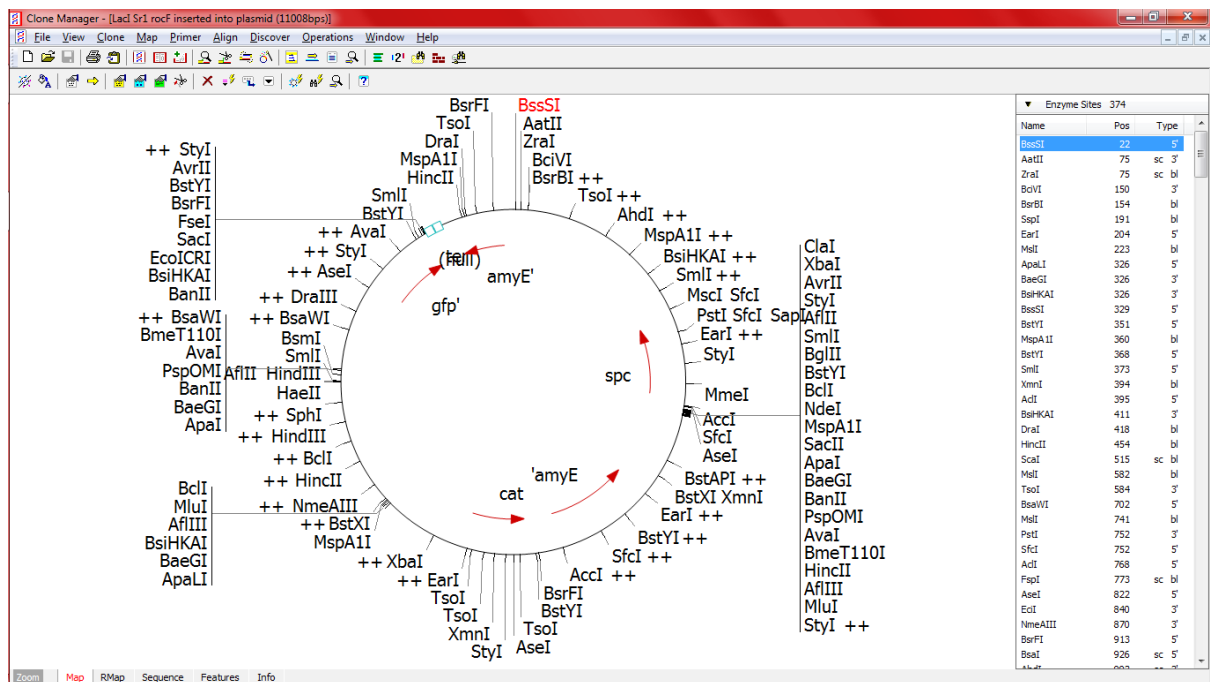 Clone Manager - [LacI Sr1 rocF inserted into plasmid (11008bps)]
File View Clone Map Primer Align Discover Operations Window Help
BsrFI BssSI
TsoI AatII
DraI ZraI
MspA1I BciVI
HincII BsrBI ++
SmlI TsoI ++
BstYI AhdI ++
++ AvaI MspA1I ++
++ StyI BsiHKAI ++
++ AseI SmlI ++
++ DraIII MscI SfcI
++ BsaWI PstI SfcI SapI
BsmI EarI ++
SmlI StyI
AflII HindIII
HaeII MmeI
++ SphI AccI
++ HindIII SfcI
++ BclI AseI
++ HincII BstAPI ++
++ NmeAIII BstXI XmnI
++ BstXI EarI ++
MspA1I BstYI ++
++ XbaI SfcI ++
++ EarI AccI ++
TsoI BsrFI
TsoI BstYI
XmnI TsoI
StyI AseI
++ StyI
AvrII
BstYI
BsrFI
FseI
SacI
EcoICRI
BsiHKAI
BanII
++ BsaWI
BmeT110I
AvaI
PspOMI
BanII
BaeGI
ApaI
BclI
MluI
AflIII
BsiHKAI
BaeGI
ApaLI
(null)
amyE'
gfp'
spc
'amyE
cat
ClaI
XbaI
AvrII
StyI
AflII
SmlI
BglII
BstYI
BclI
NdeI
MspA1I
SacII
ApaI
BaeGI
BanII
PspOMI
AvaI
BmeT110I
HincII
AflIII
MluI
StyI ++
Enzyme Sites 374
Name Pos Type
BssSI 22 5'
AatII 75 sc 3'
ZraI 75 sc bl
BciVI 150 3'
BsrBI 154 bl
SspI 191 bl
EarI 204 5'
MslI 223 bl
ApaLI 326 5'
BaeGI 326 3'
BsiHKAI 326 3'
BssSI 329 5'
BstYI 351 5'
MspA1I 360 bl
BstYI 368 5'
SmlI 373 5'
XmnI 394 bl
AclI 395 5'
BsiHKAI 411 3'
DraI 418 bl
HincII 454 bl
ScaI 515 sc bl
MslI 582 bl
TsoI 584 3'
BsaWI 702 5'
MslI 741 bl
PstI 752 3'
SfcI 752 5'
AclI 768 5'
FspI 773 sc bl
AseI 822 5'
EciI 840 3'
NmeAIII 870 3'
BsrFI 913 5'
BsaI 926 sc 5'
Zoom Map RMap Sequence Features Info